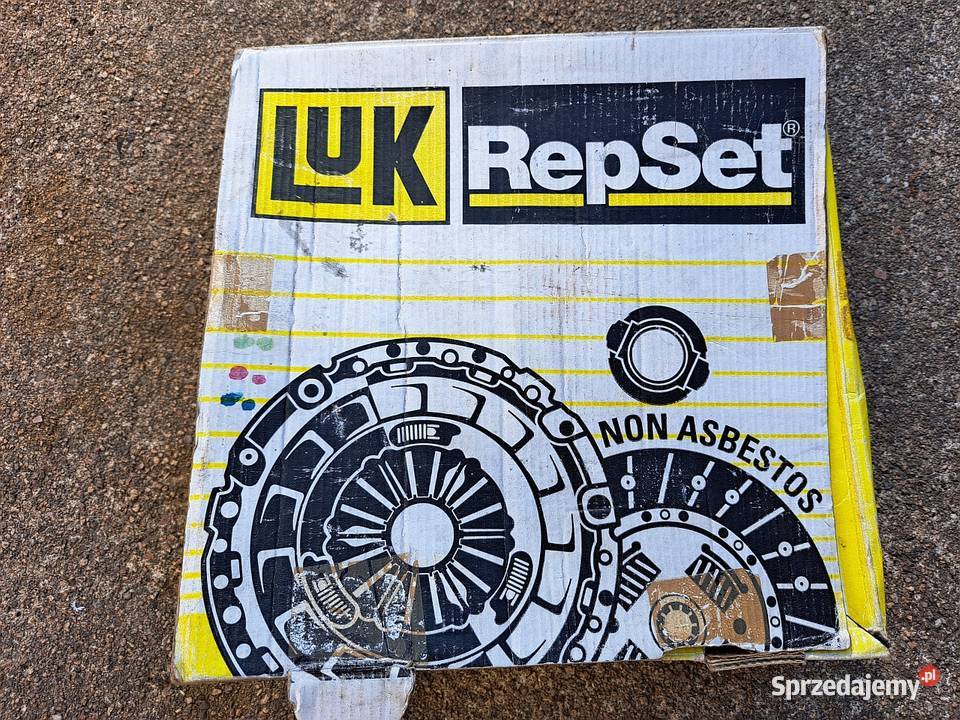 LUK
RepSet®
NON ASBESTOS
Sprzedajemy.pl